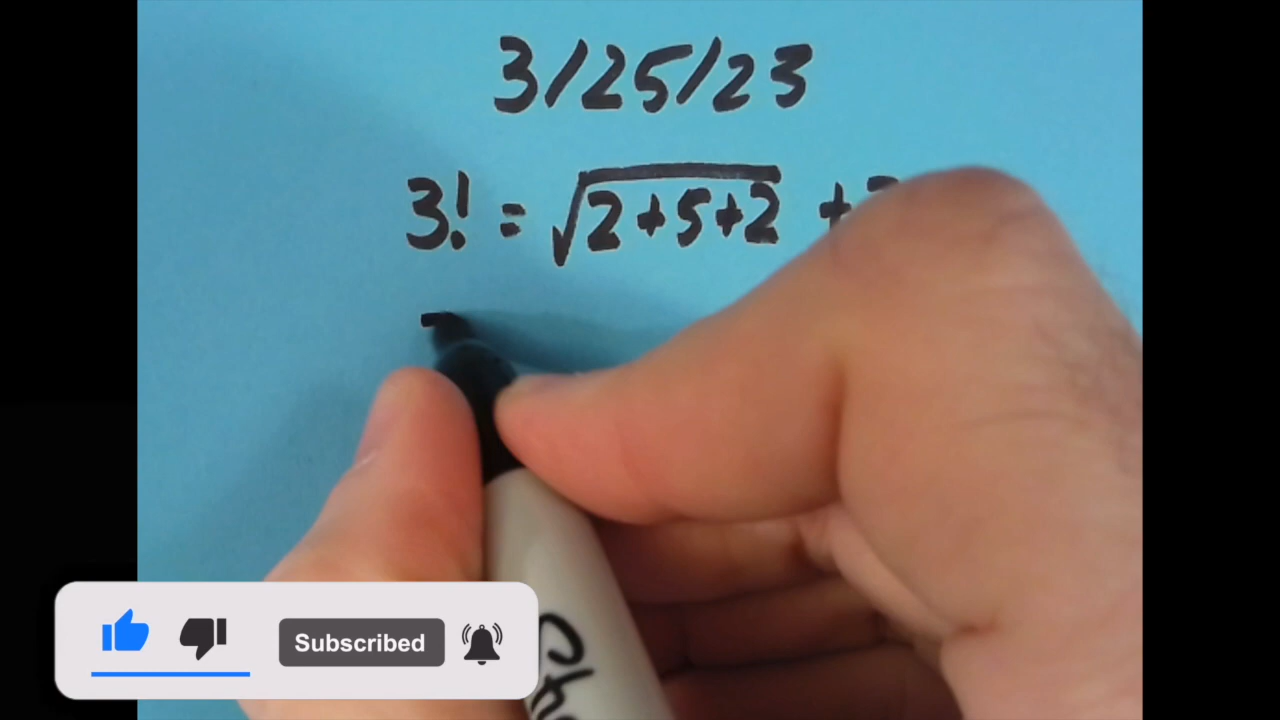 3/25/23
3! = √2+5+2 +
Subscribed